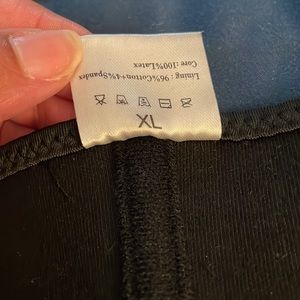 Lining : 96%Cotton+4%Spandex
Core :100%Latex
XL